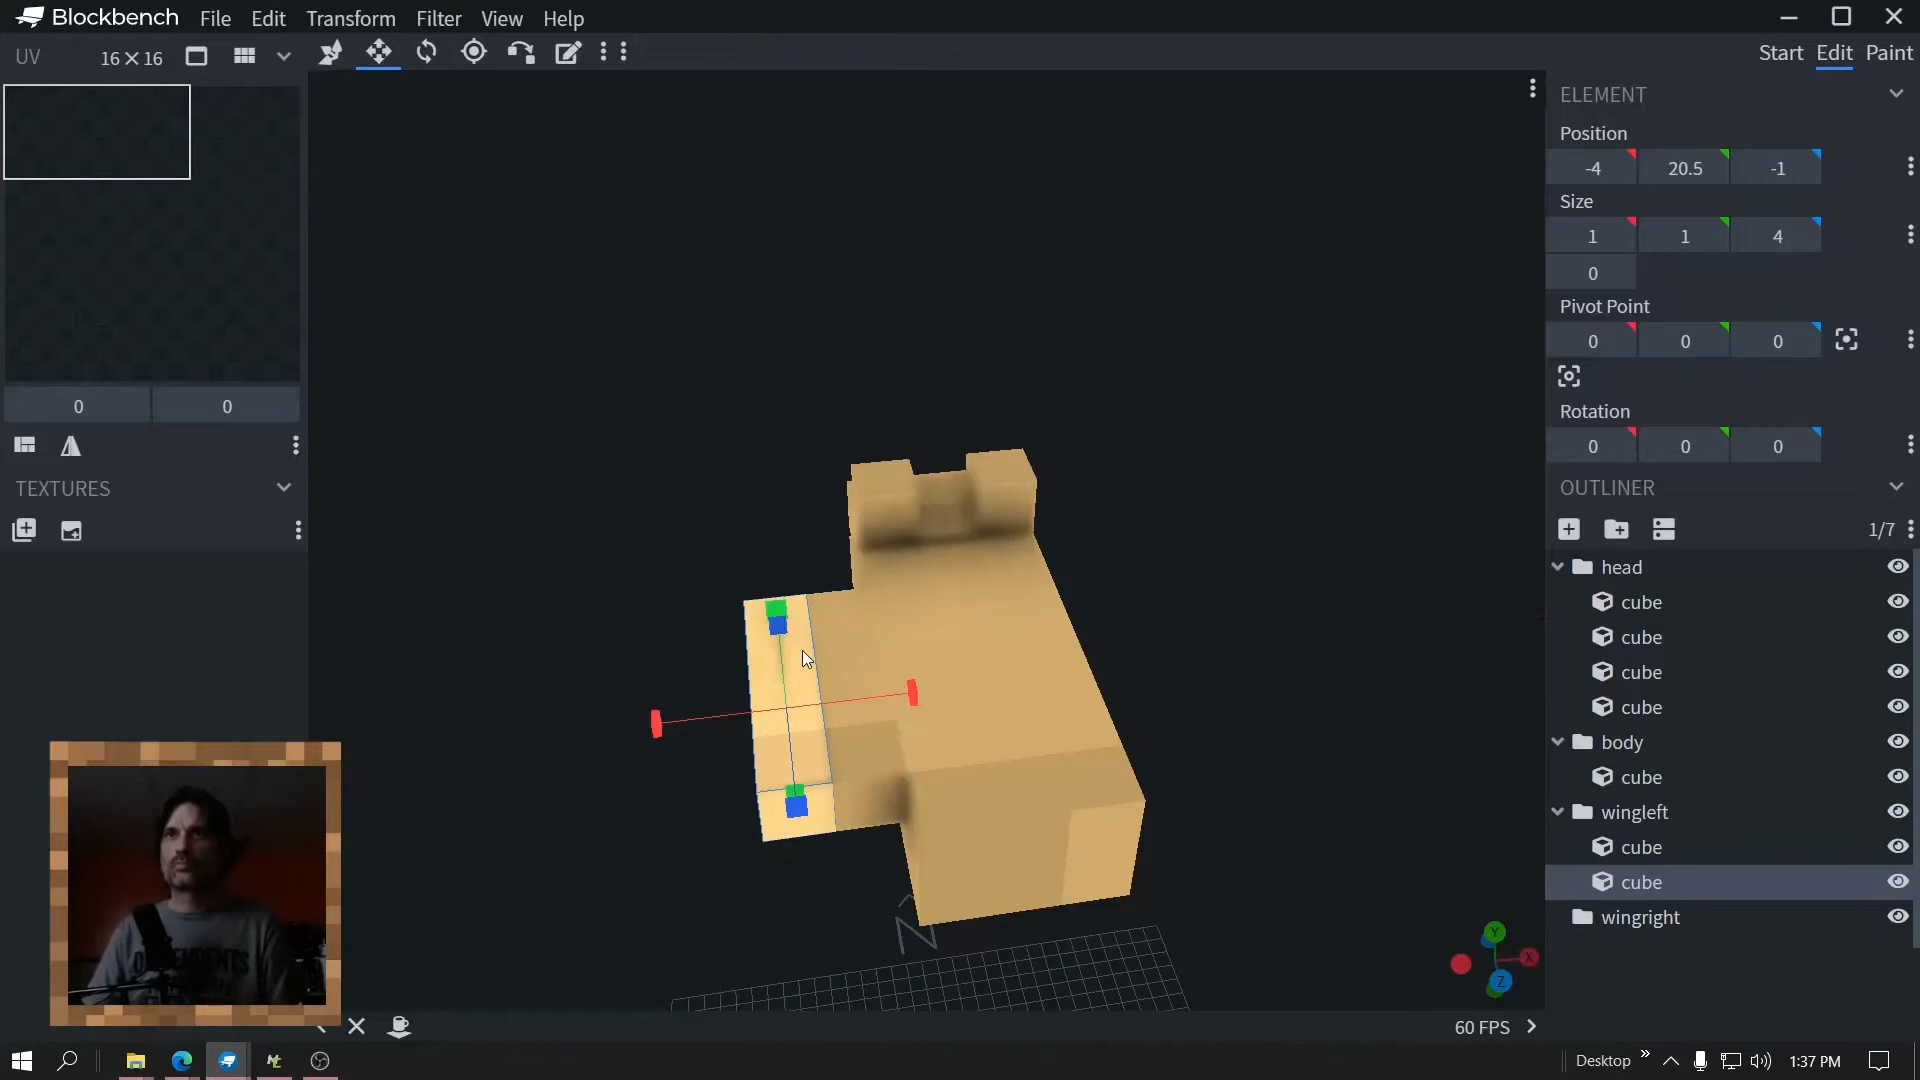 Blockbench File Edit Transform Filter View Help
UV 16×16
Start Edit Paint
ELEMENT
Position
-4 20.5 -1
Size
1 1 4
0
Pivot Point
0 0 0
Rotation
0 0 0
0 0
TEXTURES
OUTLINER
1/7
head
cube
cube
cube
cube
body
cube
wingleft
cube
cube
wingright
N
Y
X
Z
60 FPS
Desktop
1:37 PM